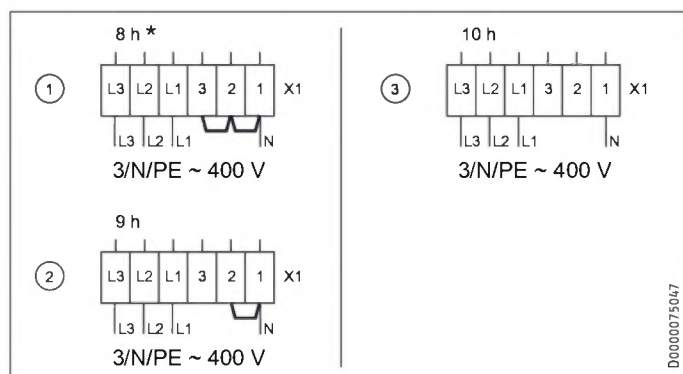 8 h *
1
L3 L2 L1 3 2 1 X1
L3 L2 L1 N
3/N/PE ~ 400 V
9 h
2
L3 L2 L1 3 2 1 X1
L3 L2 L1 N
3/N/PE ~ 400 V
10 h
3
L3 L2 L1 3 2 1 X1
L3 L2 L1 N
3/N/PE ~ 400 V
D0000075047